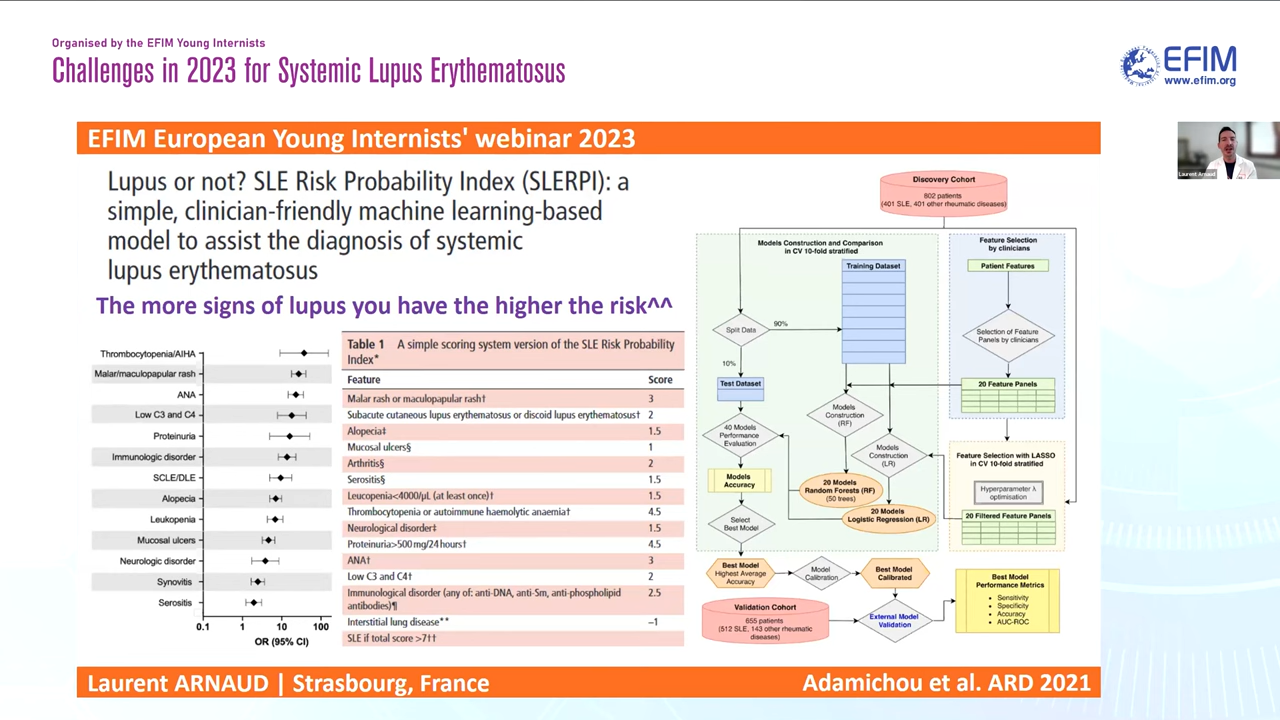 Organised by the EFIM Young Internists
Challenges in 2023 for Systemic Lupus Erythematosus
EFIM
www.efim.org
EFIM European Young Internists' webinar 2023
Laurent Arnaud
Lupus or not? SLE Risk Probability Index (SLERPI): a
simple, clinician-friendly machine learning-based
model to assist the diagnosis of systemic
lupus erythematosus
The more signs of lupus you have the higher the risk^^
Thrombocytopenia/AIHA
Malar/maculopapular rash
ANA
Low C3 and C4
Proteinuria
Immunologic disorder
SCLE/DLE
Alopecia
Leukopenia
Mucosal ulcers
Neurologic disorder
Synovitis
Serositis
0.1 1 10 100
OR (95% CI)
Table 1 A simple scoring system version of the SLE Risk Probability
Index*
Feature Score
Malar rash or maculopapular rash† 3
Subacute cutaneous lupus erythematosus or discoid lupus erythematosus† 2
Alopecia‡ 1.5
Mucosal ulcers§ 1
Arthritis§ 2
Serositis§ 1.5
Leucopenia<4000/μL (at least once)† 1.5
Thrombocytopenia or autoimmune haemolytic anaemia† 4.5
Neurological disorder‡ 1.5
Proteinuria>500 mg/24 hours† 4.5
ANA† 3
Low C3 and C4† 2
Immunological disorder (any of: anti-DNA, anti-Sm, anti-phospholipid 2.5
antibodies)¶
Interstitial lung disease** –1
SLE if total score >7††
Discovery Cohort
802 patients
(401 SLE, 401 other rheumatic diseases)
Models Construction and Comparison
in CV 10-fold stratified
Training Dataset
Split Data
90%
10%
Test Dataset
40 Models
Performance
Evaluation
Models
Accuracy
Select
Best Model
Models
Construction
(RF)
Models
Construction
(LR)
20 Models
Random Forests (RF)
(50 trees)
20 Models
Logistic Regression (LR)
Feature Selection
by clinicians
Patient Features
Selection of Feature
Panels by clinicians
20 Feature Panels
Feature Selection with LASSO
in CV 10-fold stratified
Hyperparameter λ
optimisation
20 Filtered Feature Panels
Best Model
Highest Average
Accuracy
Model
Calibration
Best Model
Calibrated
Validation Cohort
655 patients
(512 SLE, 143 other rheumatic
diseases)
External Model
Validation
Best Model
Performance Metrics
• Sensitivity
• Specificity
• Accuracy
• AUC-ROC
Laurent ARNAUD | Strasbourg, France
Adamichou et al. ARD 2021